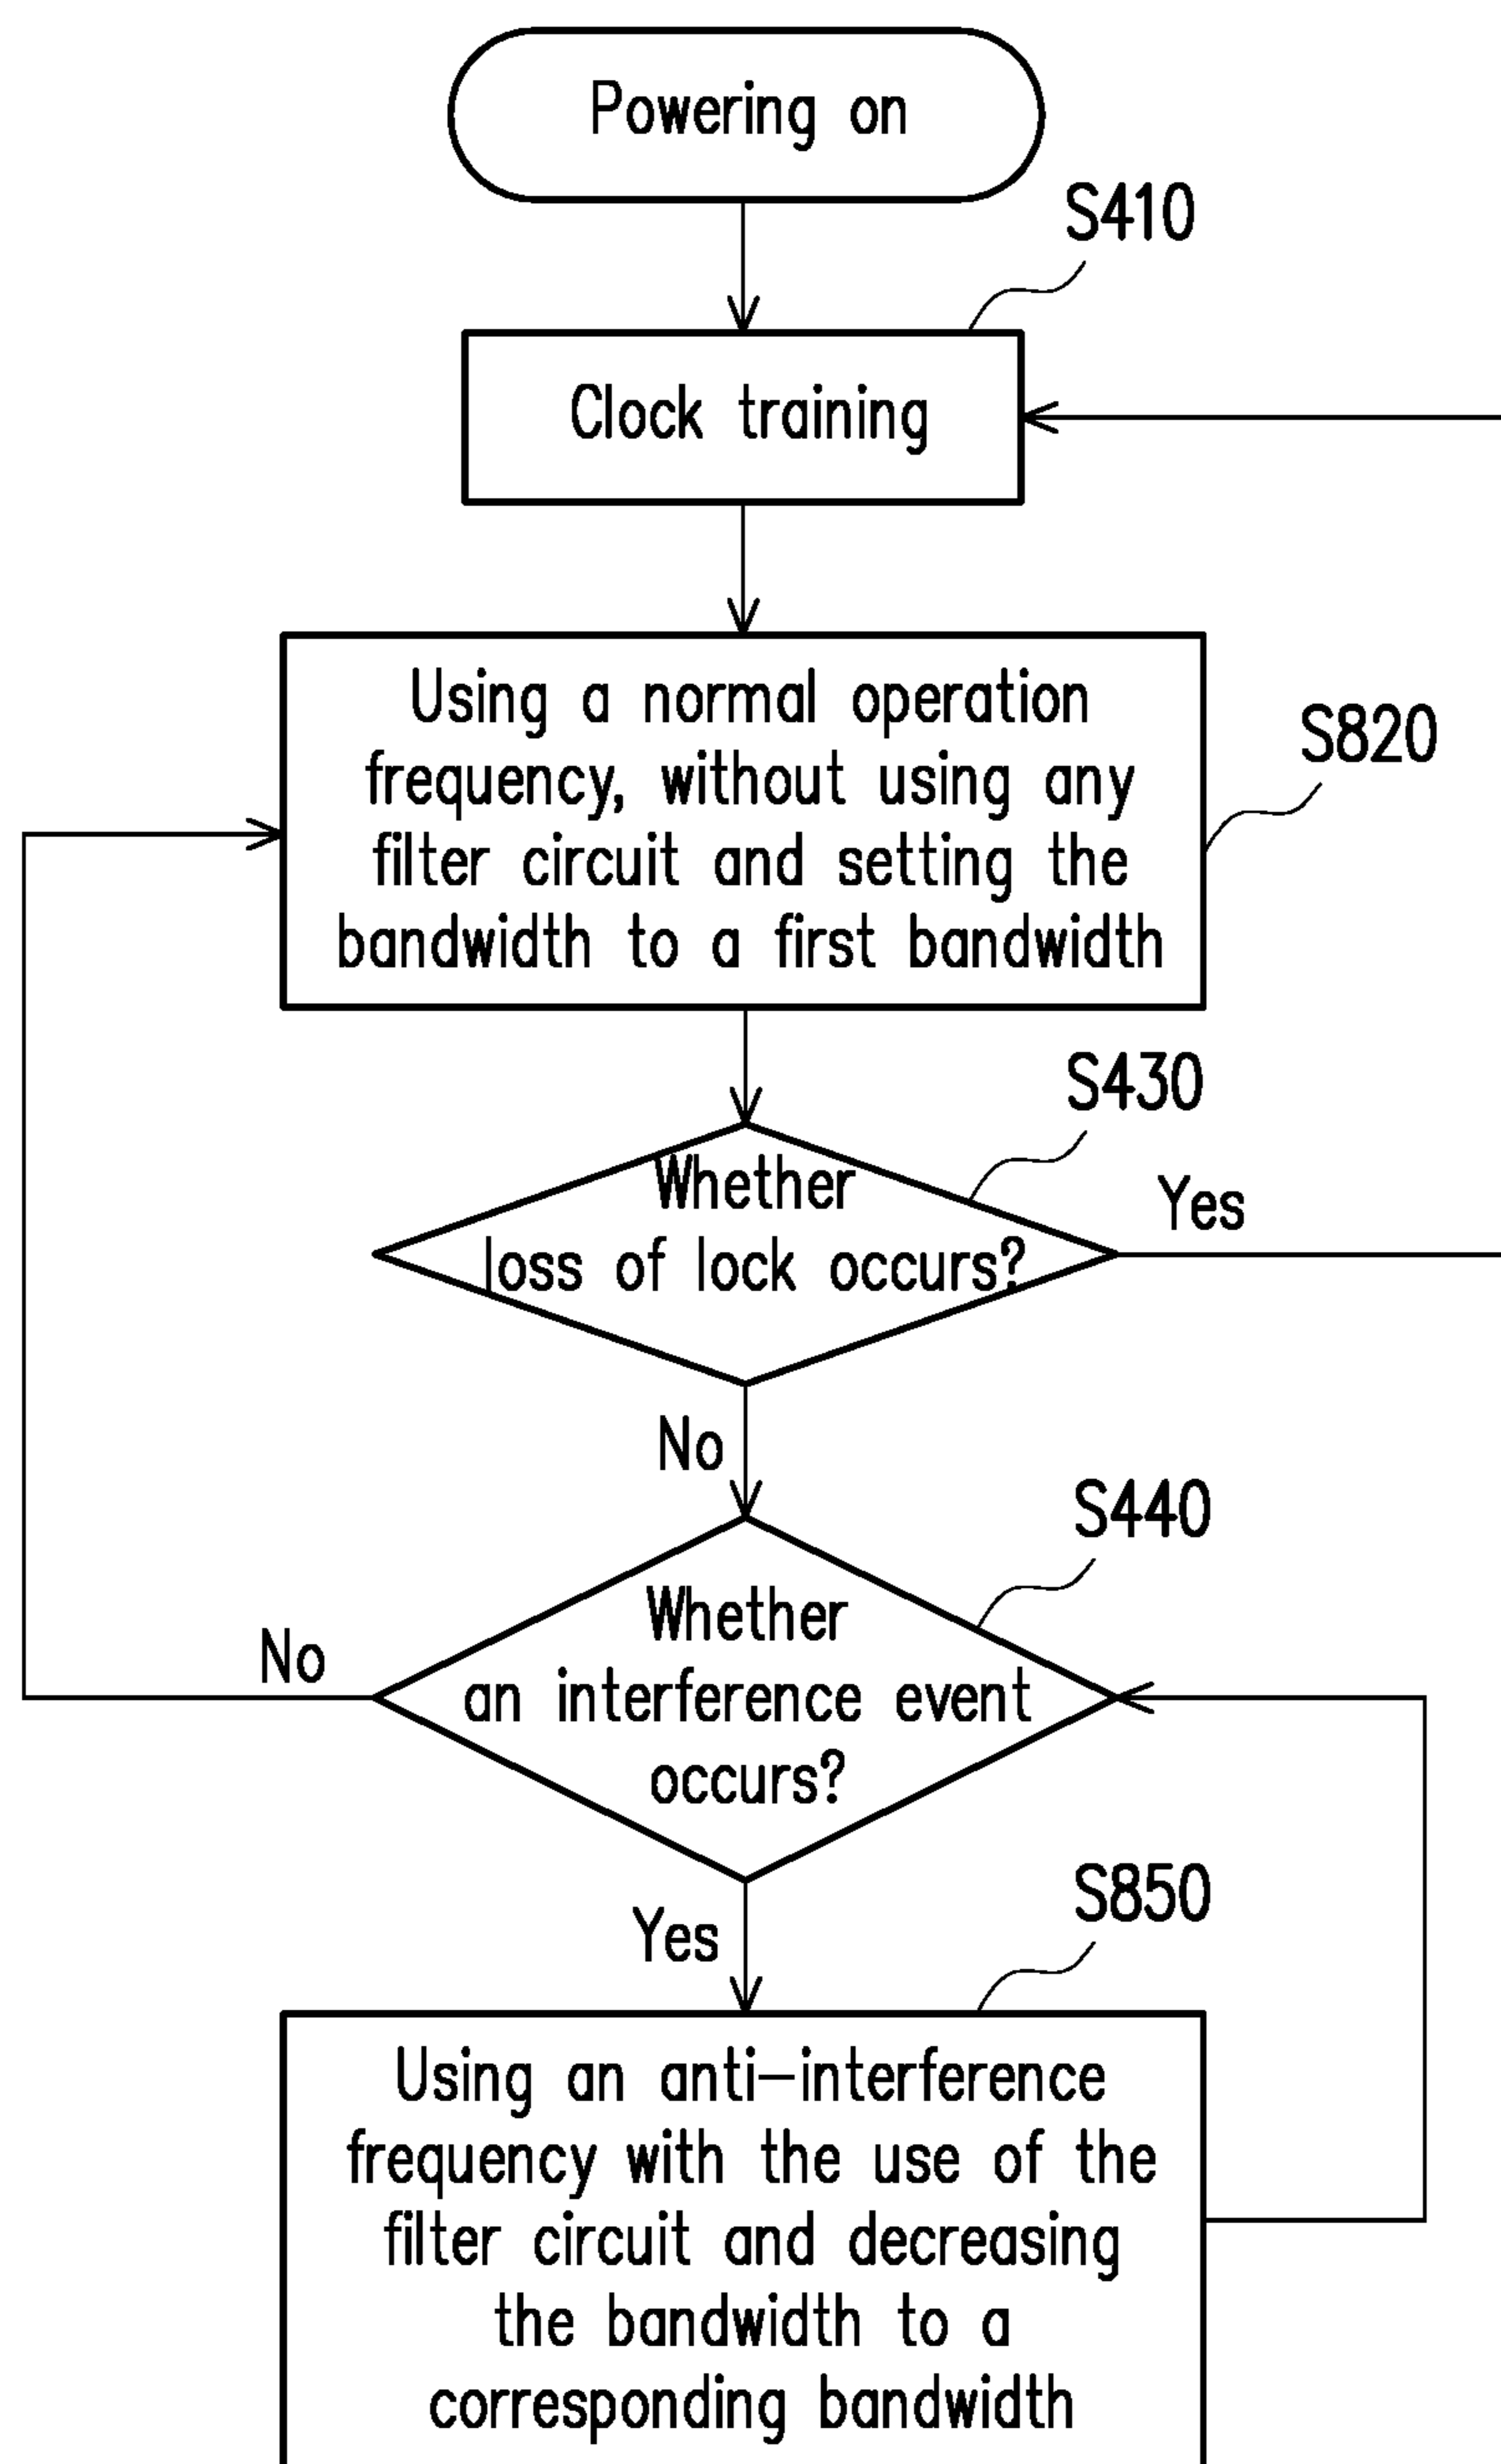 Powering on
S410
Clock training
Using a normal operation
frequency, without using any
filter circuit and setting the
bandwidth to a first bandwidth
S820
S430
Whether
loss of lock occurs?
Yes
No
S440
Whether
an interference event
occurs?
No
Yes
S850
Using an anti-interference
frequency with the use of the
filter circuit and decreasing
the bandwidth to a
corresponding bandwidth